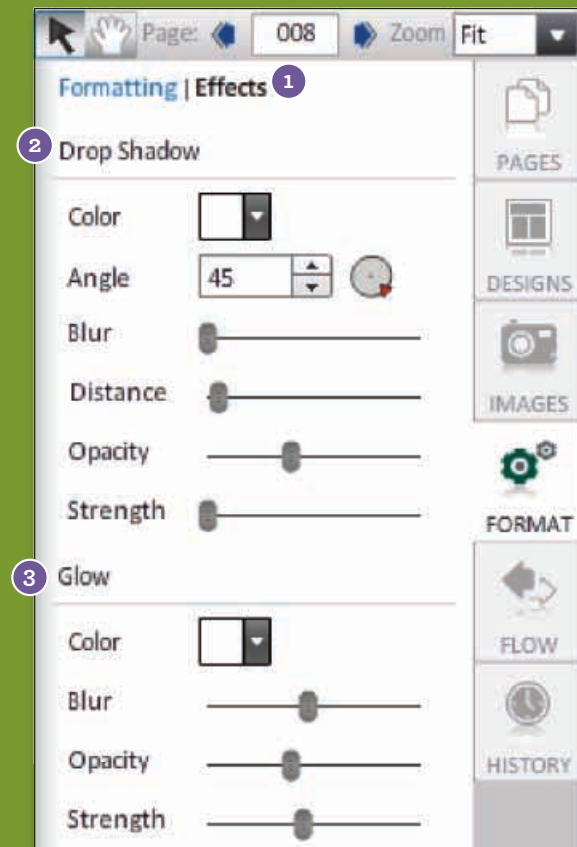 Page: 008 Zoom Fit
Formatting | Effects 1
2 Drop Shadow
Color
Angle 45
Blur
Distance
Opacity
Strength
3 Glow
Color
Blur
Opacity
Strength
PAGES
DESIGNS
IMAGES
FORMAT
FLOW
HISTORY